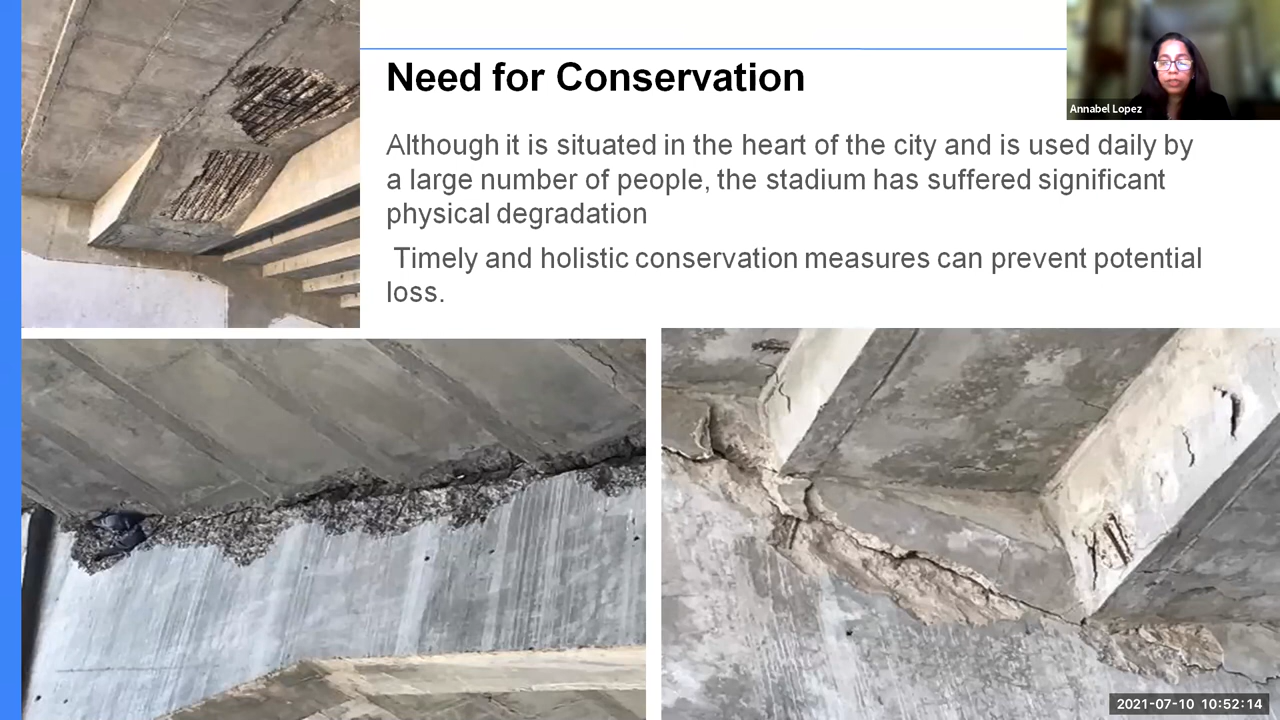 Need for Conservation
Annabel Lopez
Although it is situated in the heart of the city and is used daily by
a large number of people, the stadium has suffered significant
physical degradation
Timely and holistic conservation measures can prevent potential
loss.
2021-07-10 10:52:14